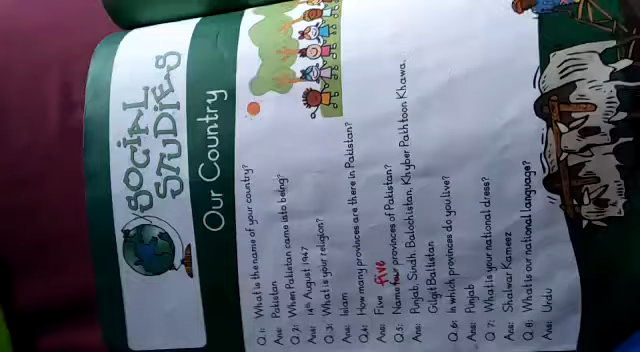 SOCIAL
STUDIES
Our Country
Q.1: What is the name of your country?
Ans: Pakistan
Q.2: When Pakistan came into being?
Ans: 14th August 1947
Q.3: What is your religion?
Ans: Islam
Q.4: How many provinces are there in Pakistan?
Ans: Five
five
Q.5: Name four provinces of Pakistan?
Ans: Punjab, Sindh, Balochistan, Khyber Pakhtoon Khawa,
Gilgit Baltistan
Q.6: In which provinces do you live?
Ans: Punjab
Q.7: What is your national dress?
Ans: Shalwar Kameez
Q.8: What is our national language?
Ans: Urdu